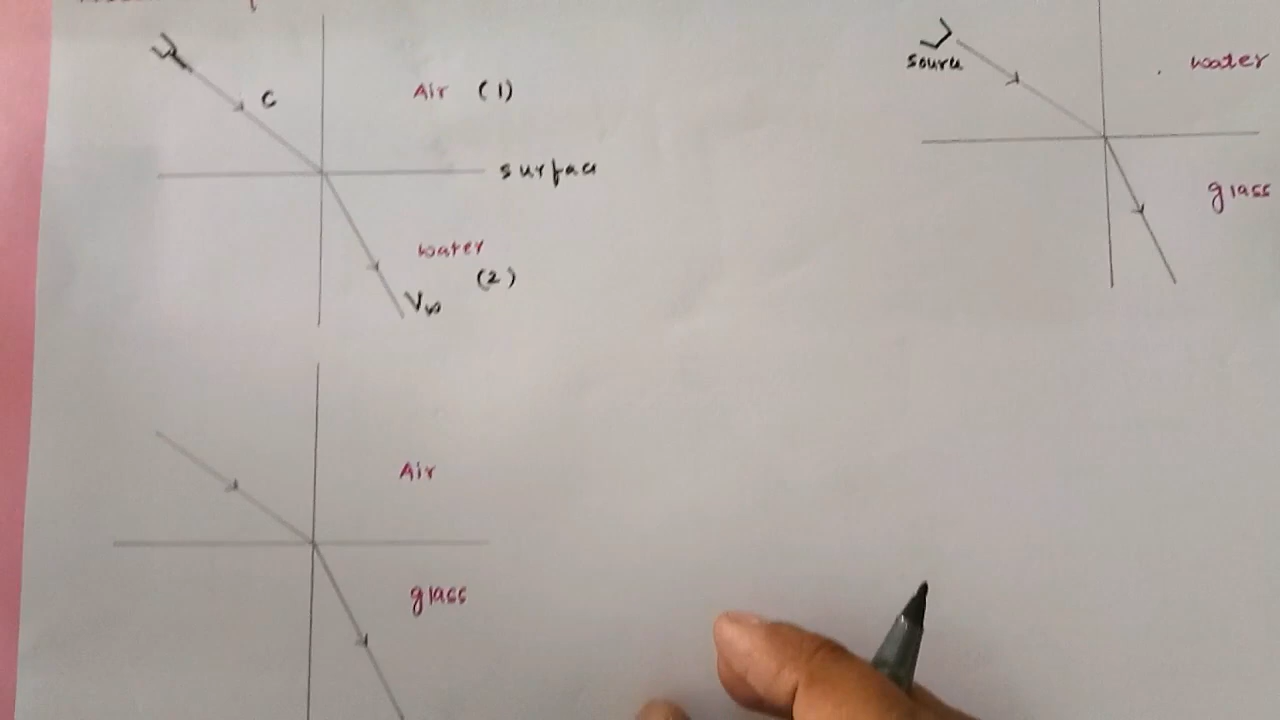 C
Air (1)
surface
water
(2)
Vw
source
water
glass
Air
glass